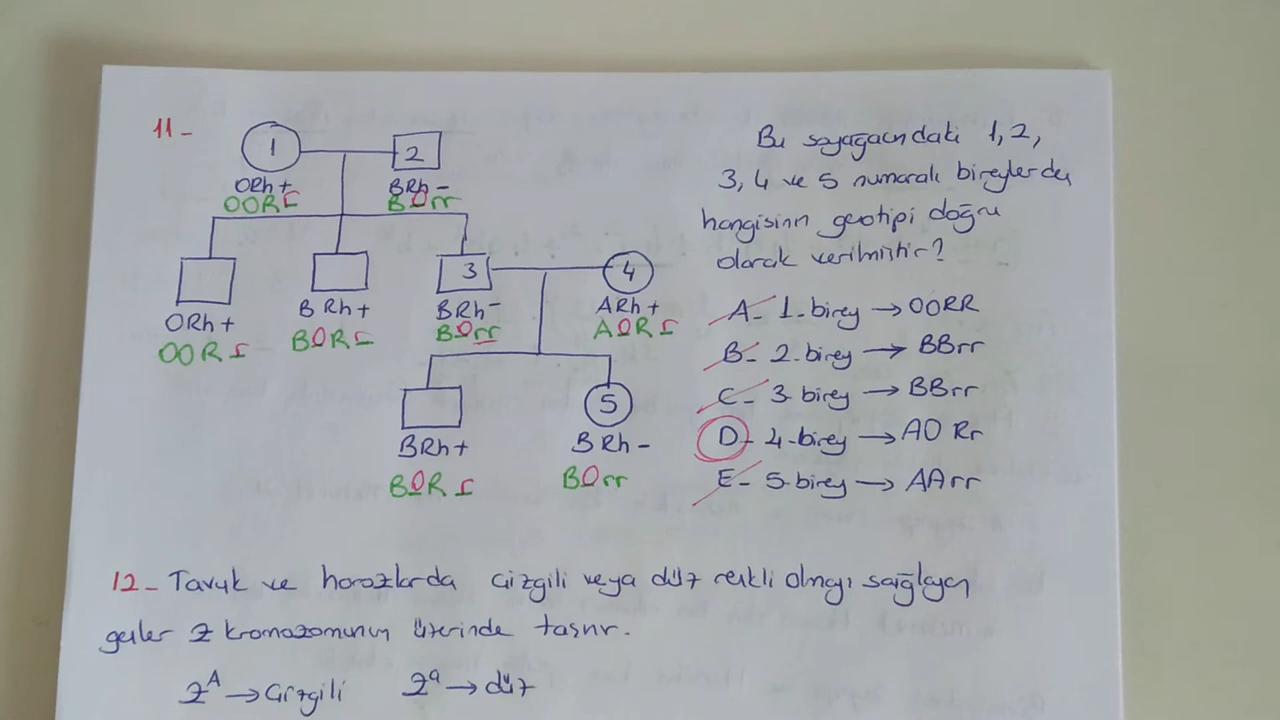 11-
1
2
ORh+
OORr
BRh-
BOrr
3
4
ORh+
OORr
BRh+
BORr
BRh-
BOrr
ARh+
AORr
5
BRh+
BORr
BRh-
BOrr
Bu soyağacındaki 1, 2,
3, 4 ve 5 numaralı bireylerden
hangisinin genotipi doğru
olarak verilmiştir?
A- 1. birey → OORR
B- 2. birey → BBrr
C- 3. birey → BBrr
D- 4. birey → AO Rr
E- 5. birey → AArr
12- Tavuk ve horozlarda çizgili veya düz renkli olmayı sağlayan
genler Z kromozomunun üzerinde taşınır.
Z^A → Çizgili Z^a → düz